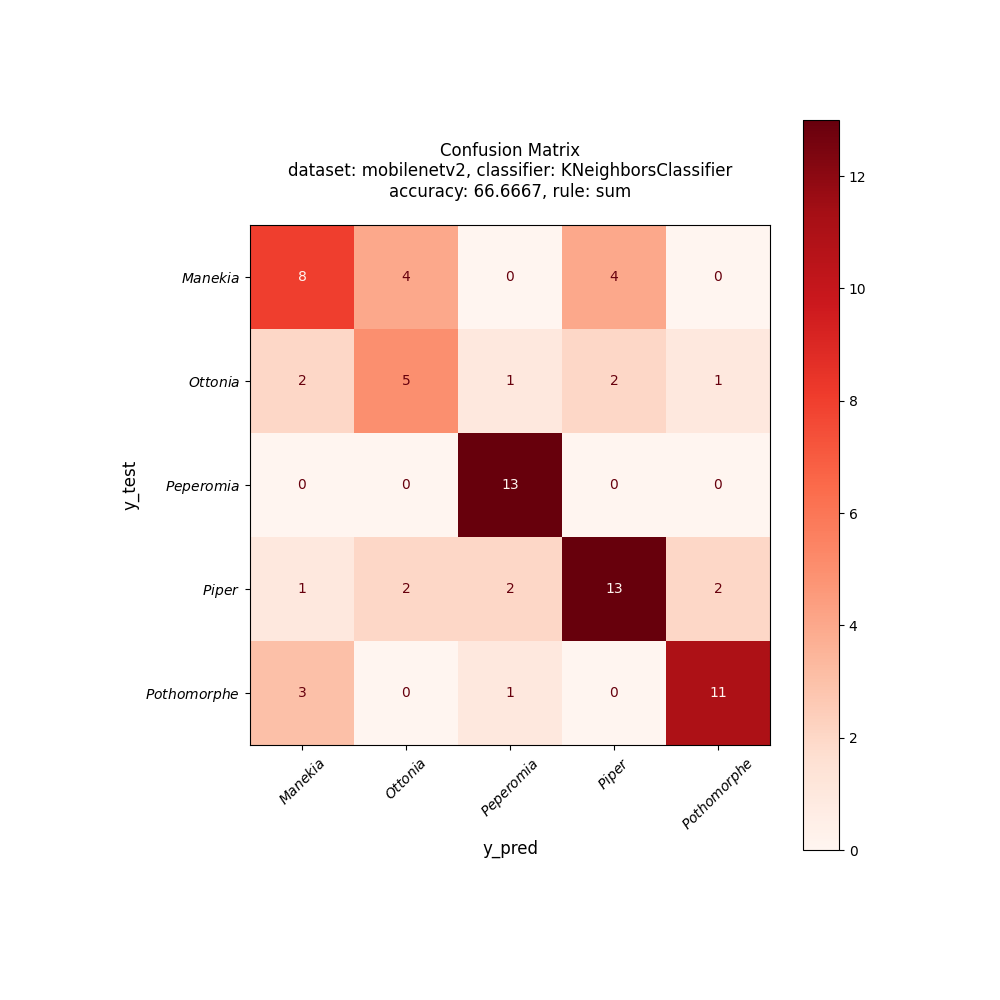 Confusion Matrix
dataset: mobilenetv2, classifier: KNeighborsClassifier
accuracy: 66.6667, rule: sum
Manekia 8 4 0 4 0
Ottonia 2 5 1 2 1
Peperomia 0 0 13 0 0
Piper 1 2 2 13 2
Pothomorphe 3 0 1 0 11
Manekia Ottonia Peperomia Piper Pothomorphe
y_pred
y_test
12
10
8
6
4
2
0